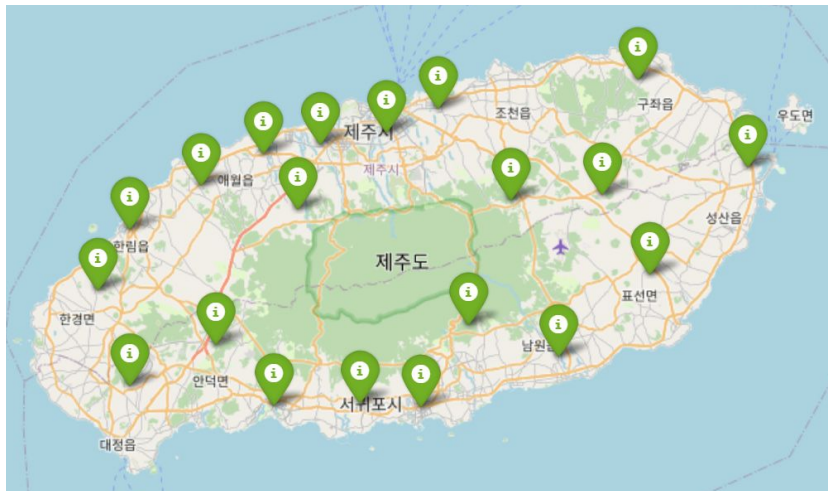 구좌읍
우도면
조천읍
제주시
제주시
애월읍
성산읍
한림읍
제주도
표선면
한경면
남원읍
안덕면
서귀포시
대정읍